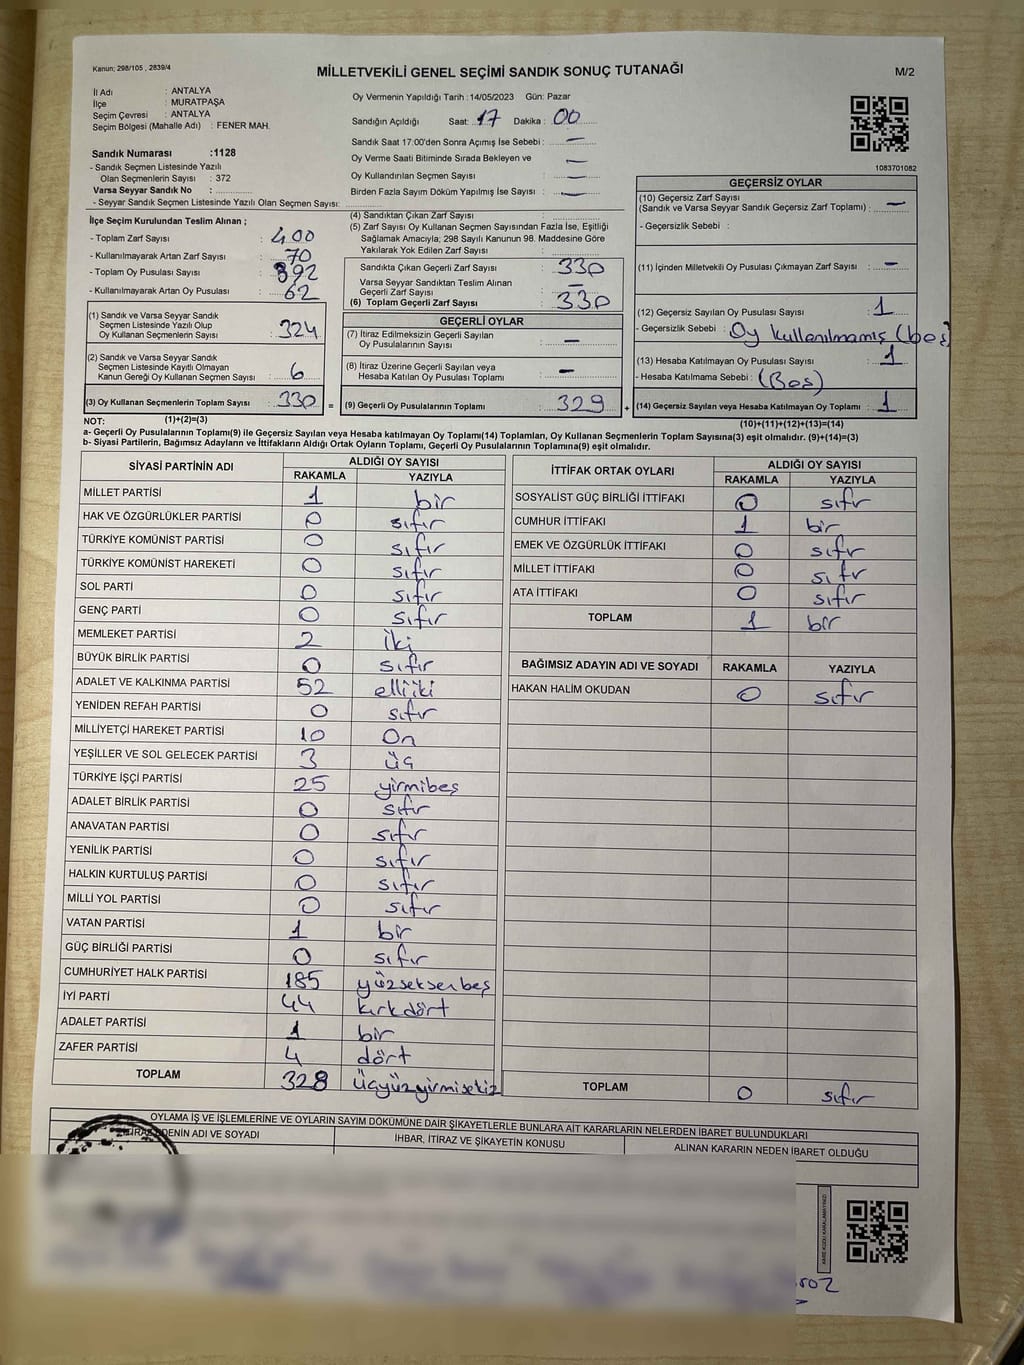 Kanun; 298/105 , 2839/4
MİLLETVEKİLİ GENEL SEÇİMİ SANDIK SONUÇ TUTANAĞI
M/2
İl Adı : ANTALYA
İlçe : MURATPAŞA
Seçim Çevresi : ANTALYA
Seçim Bölgesi (Mahalle Adı) : FENER MAH.
Sandık Numarası :1128
- Sandık Seçmen Listesinde Yazılı
Olan Seçmenlerin Sayısı : 372
Varsa Seyyar Sandık No :
- Seyyar Sandık Seçmen Listesinde Yazılı Olan Seçmen Sayısı:
Oy Vermenin Yapıldığı Tarih : 14/05/2023 Gün: Pazar
Sandığın Açıldığı Saat: 17 Dakika : 00
Sandık Saat 17:00'den Sonra Açımış İse Sebebi : —
Oy Verme Saati Bitiminde Sırada Bekleyen ve —
Oy Kullandırılan Seçmen Sayısı : —
Birden Fazla Sayım Döküm Yapılmış İse Sayısı : —
1083701082
İlçe Seçim Kurulundan Teslim Alınan ;
- Toplam Zarf Sayısı : 400
- Kullanılmayarak Artan Zarf Sayısı : 70
- Toplam Oy Pusulası Sayısı : 392
- Kullanılmayarak Artan Oy Pusulası : 62
(1) Sandık ve Varsa Seyyar Sandık
Seçmen Listesinde Yazılı Olup
Oy Kullanan Seçmenlerin Sayısı : 324
(2) Sandık ve Varsa Seyyar Sandık
Seçmen Listesinde Kayıtlı Olmayan
Kanun Gereği Oy Kullanan Seçmen Sayısı : 6
(3) Oy Kullanan Seçmenlerin Toplam Sayısı : 330
(1)+(2)=(3)
(4) Sandıktan Çıkan Zarf Sayısı :
(5) Zarf Sayısı Oy Kullanan Seçmen Sayısından Fazla İse, Eşitliği
Sağlamak Amacıyla; 298 Sayılı Kanunun 98. Maddesine Göre
Yakılarak Yok Edilen Zarf Sayısı :
Sandıkta Çıkan Geçerli Zarf Sayısı : 330
Varsa Seyyar Sandıktan Teslim Alınan
Geçerli Zarf Sayısı : —
(6) Toplam Geçerli Zarf Sayısı : 330
GEÇERLİ OYLAR
(7) İtiraz Edilmeksizin Geçerli Sayılan
Oy Pusulalarının Sayısı : —
(8) İtiraz Üzerine Geçerli Sayılan veya
Hesaba Katılan Oy Pusulası Toplamı : —
= (9) Geçerli Oy Pusulalarının Toplamı : 329 +
GEÇERSİZ OYLAR
(10) Geçersiz Zarf Sayısı
(Sandık ve Varsa Seyyar Sandık Geçersiz Zarf Toplamı) : —
- Geçersizlik Sebebi :
(11) İçinden Milletvekili Oy Pusulası Çıkmayan Zarf Sayısı : —
(12) Geçersiz Sayılan Oy Pusulası Sayısı : 1
- Geçersizlik Sebebi : Oy kullanılmamış (boş)
(13) Hesaba Katılmayan Oy Pusulası Sayısı : 1
- Hesaba Katılmama Sebebi : (Boş)
(14) Geçersiz Sayılan veya Hesaba Katılmayan Oy Toplamı : 1
(10)+(11)+(12)+(13)=(14)
NOT:
a- Geçerli Oy Pusulalarının Toplamı(9) ile Geçersiz Sayılan veya Hesaba katılmayan Oy Toplamı(14) Toplamları, Oy Kullanan Seçmenlerin Toplam Sayısına(3) eşit olmalıdır. (9)+(14)=(3)
b- Siyasi Partilerin, Bağımsız Adayların ve İttifakların Aldığı Ortak Oyların Toplamı, Geçerli Oy Pusulalarının Toplamına(9) eşit olmalıdır.
SİYASİ PARTİNİN ADI ALDIĞI OY SAYISI
RAKAMLA YAZIYLA
MİLLET PARTİSİ 1 bir
HAK VE ÖZGÜRLÜKLER PARTİSİ 0 sıfır
TÜRKİYE KOMÜNİST PARTİSİ 0 sıfır
TÜRKİYE KOMÜNİST HAREKETİ 0 sıfır
SOL PARTİ 0 sıfır
GENÇ PARTİ 0 sıfır
MEMLEKET PARTİSİ 2 iki
BÜYÜK BİRLİK PARTİSİ 0 sıfır
ADALET VE KALKINMA PARTİSİ 52 elliiki
YENİDEN REFAH PARTİSİ 0 sıfır
MİLLİYETÇİ HAREKET PARTİSİ 10 On
YEŞİLLER VE SOL GELECEK PARTİSİ 3 üç
TÜRKİYE İŞÇİ PARTİSİ 25 yirmibeş
ADALET BİRLİK PARTİSİ 0 sıfır
ANAVATAN PARTİSİ 0 sıfır
YENİLİK PARTİSİ 0 sıfır
HALKIN KURTULUŞ PARTİSİ 0 sıfır
MİLLİ YOL PARTİSİ 0 sıfır
VATAN PARTİSİ 1 bir
GÜÇ BİRLİĞİ PARTİSİ 0 sıfır
CUMHURİYET HALK PARTİSİ 185 yüzseksenbeş
İYİ PARTİ 44 kırkdört
ADALET PARTİSİ 1 bir
ZAFER PARTİSİ 4 dört
TOPLAM 328 üçyüzyirmisekiz
İTTİFAK ORTAK OYLARI ALDIĞI OY SAYISI
RAKAMLA YAZIYLA
SOSYALİST GÜÇ BİRLİĞİ İTTİFAKI 0 sıfır
CUMHUR İTTİFAKI 1 bir
EMEK VE ÖZGÜRLÜK İTTİFAKI 0 sıfır
MİLLET İTTİFAKI 0 sıfır
ATA İTTİFAKI 0 sıfır
TOPLAM 1 bir
BAĞIMSIZ ADAYIN ADI VE SOYADI RAKAMLA YAZIYLA
HAKAN HALİM OKUDAN 0 sıfır
TOPLAM 0 sıfır
OYLAMA İŞ VE İŞLEMLERİNE VE OYLARIN SAYIM DÖKÜMÜNE DAİR ŞİKAYETLERLE BUNLARA AİT KARARLARIN NELERDEN İBARET BULUNDUKLARI
İTİRAZ EDENİN ADI VE SOYADI İHBAR, İTİRAZ VE ŞİKAYETİN KONUSU ALINAN KARARIN NEDEN İBARET OLDUĞU